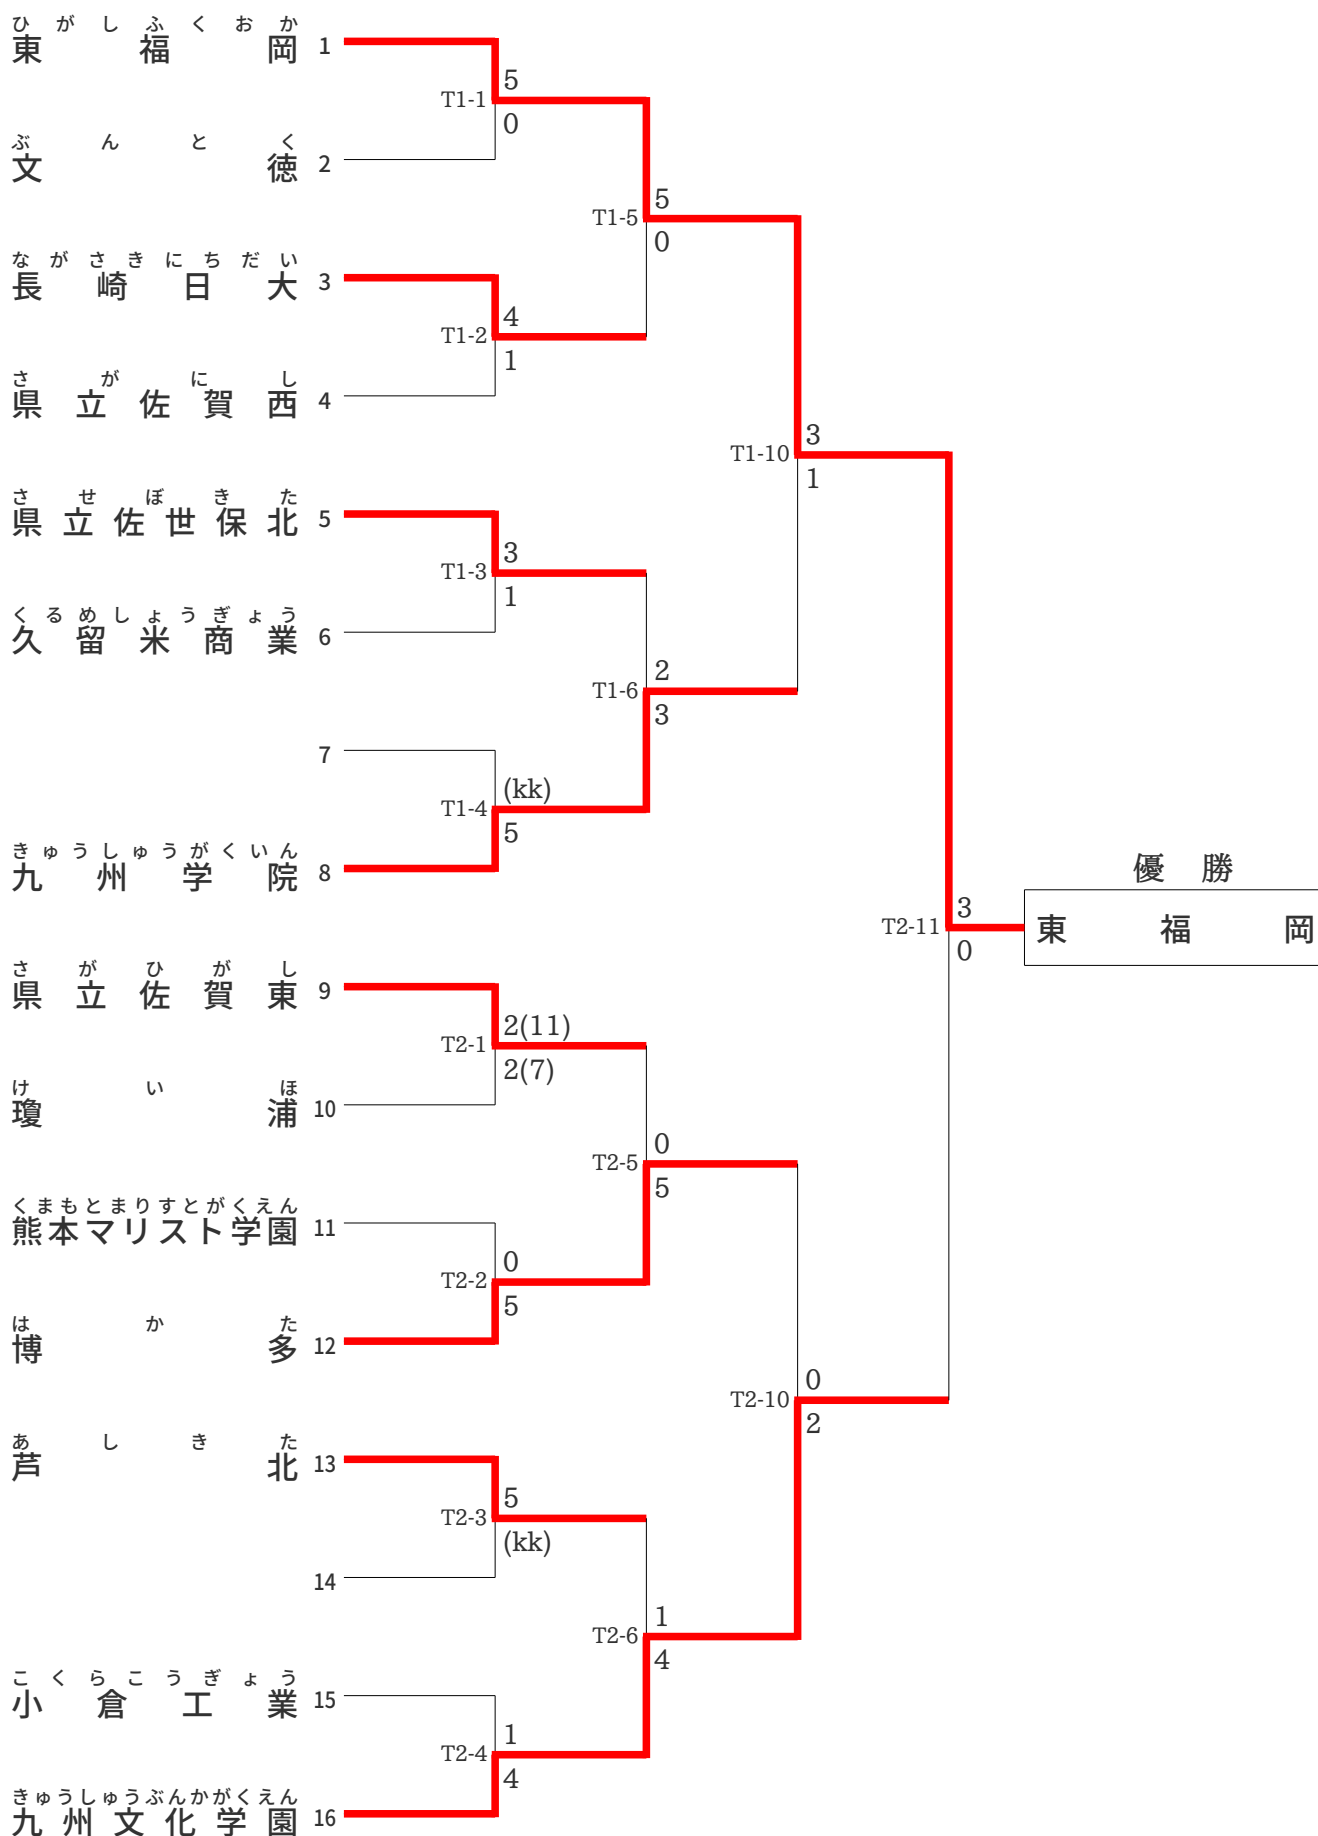 ひがしふくおか
東福岡 1
5
T1-1
0
ぶんとく
文徳 2
5
T1-5
0
ながさきにちだい
長崎日大 3
4
T1-2
1
さがにし
県立佐賀西 4
3
T1-10
1
させぼきた
県立佐世保北 5
3
T1-3
1
くるめしょうぎょう
久留米商業 6
2
T1-6
3
7
(kk)
T1-4
5
きゅうしゅうがくいん
九州学院 8
優勝
3
T2-11
0
東福岡
さがひがし
県立佐賀東 9
2(11)
T2-1
2(7)
けいほ
瓊浦 10
0
T2-5
5
くまもとまりすとがくえん
熊本マリスト学園 11
0
T2-2
5
はかた
博多 12
0
T2-10
2
あしきた
芦北 13
5
T2-3
(kk)
14
1
T2-6
4
こくらこうぎょう
小倉工業 15
1
T2-4
4
きゅうしゅうぶんかがくえん
九州文化学園 16